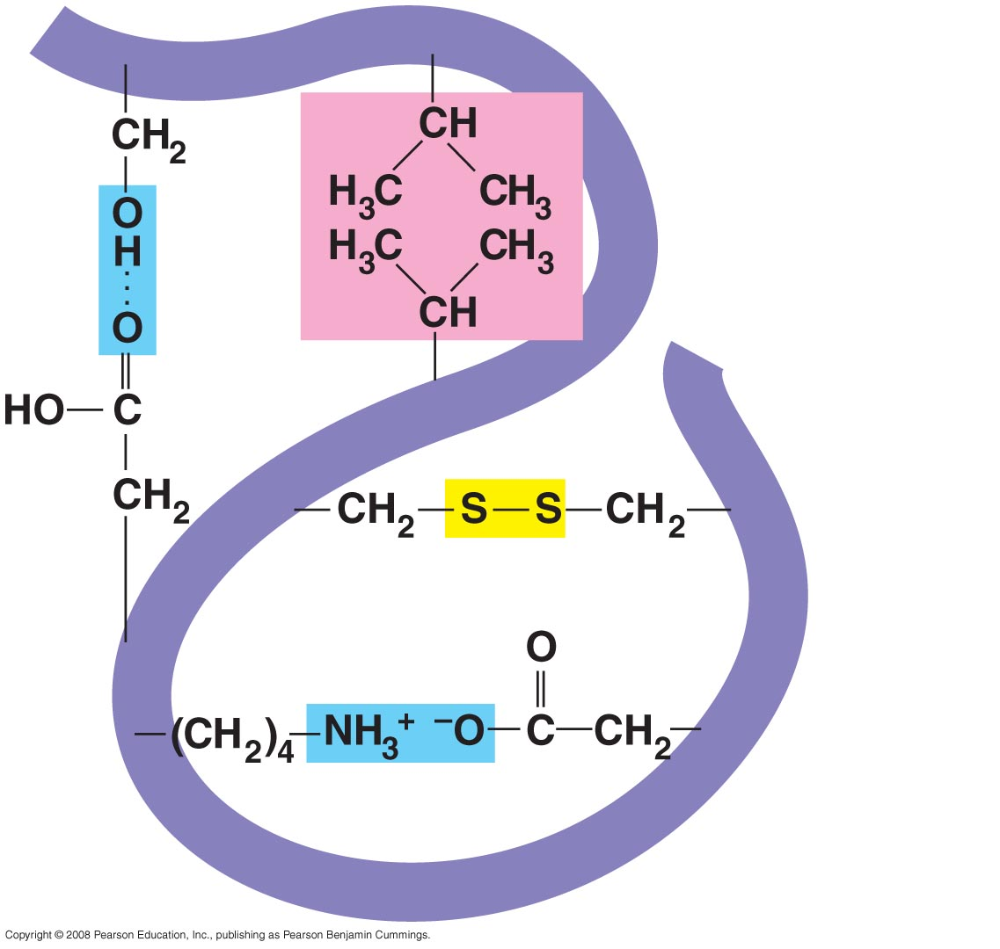 CH₂
O
H
O
HO—C
CH₂
CH
H₃C CH₃
H₃C CH₃
CH
—CH₂—S—S—CH₂—
O
—(CH₂)₄—NH₃⁺ ⁻O—C—CH₂—
Copyright © 2008 Pearson Education, Inc., publishing as Pearson Benjamin Cummings.